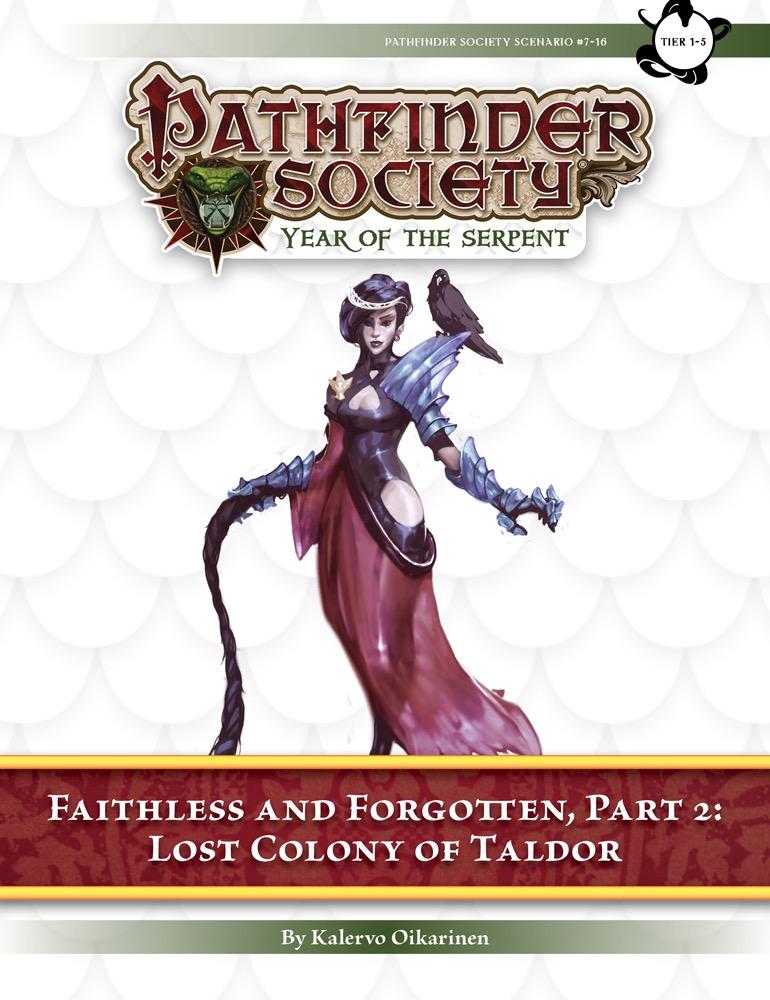 PATHFINDER SOCIETY SCENARIO #7-16
TIER 1-5
PATHFINDER
SOCIETY®
YEAR OF THE SERPENT
FAITHLESS AND FORGOTTEN, PART 2:
LOST COLONY OF TALDOR
By Kalervo Oikarinen